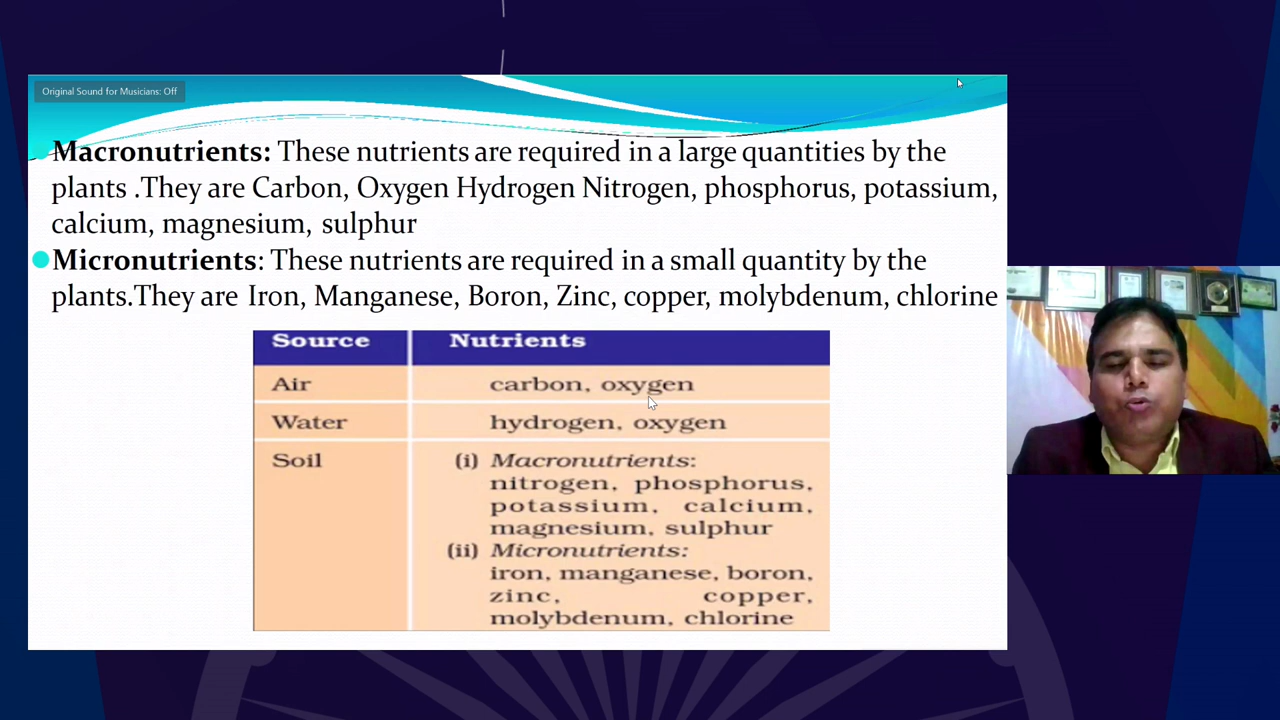 Original Sound for Musicians: Off
Macronutrients: These nutrients are required in a large quantities by the
plants .They are Carbon, Oxygen Hydrogen Nitrogen, phosphorus, potassium,
calcium, magnesium, sulphur
Micronutrients: These nutrients are required in a small quantity by the
plants.They are Iron, Manganese, Boron, Zinc, copper, molybdenum, chlorine
Source Nutrients
Air carbon, oxygen
Water hydrogen, oxygen
Soil (i) Macronutrients:
nitrogen, phosphorus,
potassium, calcium,
magnesium, sulphur
(ii) Micronutrients:
iron, manganese, boron,
zinc, copper,
molybdenum, chlorine